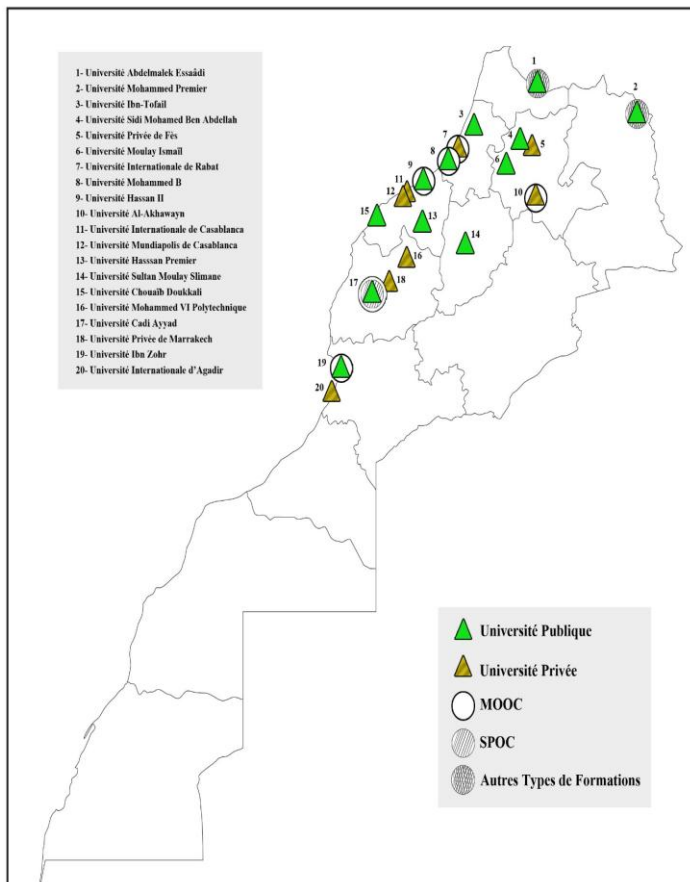 1- Université Abdelmalek Essaâdi
2- Université Mohammed Premier
3- Université Ibn-Tofail
4- Université Sidi Mohamed Ben Abdellah
5- Université Privée de Fès
6- Université Moulay Ismaïl
7- Université Internationale de Rabat
8- Université Mohammed B
9- Université Hassan II
10- Université Al-Akhawayn
11- Université Internationale de Casablanca
12- Université Mundiapolis de Casablanca
13- Université Hasssan Premier
14- Université Sultan Moulay Slimane
15- Université Chouaïb Doukkali
16- Université Mohammed VI Polytechnique
17- Université Cadi Ayyad
18- Université Privée de Marrakech
19- Université Ibn Zohr
20- Université Internationale d'Agadir
1
2
3
4
5
7
8
6
9
10
11
12
13
15
14
16
18
17
19
20
Université Publique
Université Privée
MOOC
SPOC
Autres Types de Formations